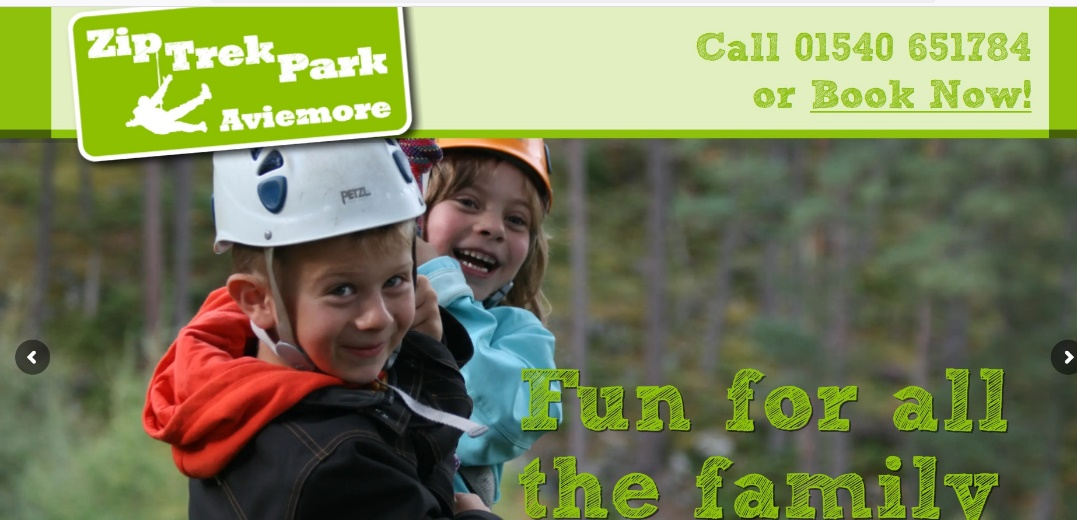 Zip Trek Park
Aviemore
Call 01540 651784
or Book Now!
PETZL
Fun for all
the family